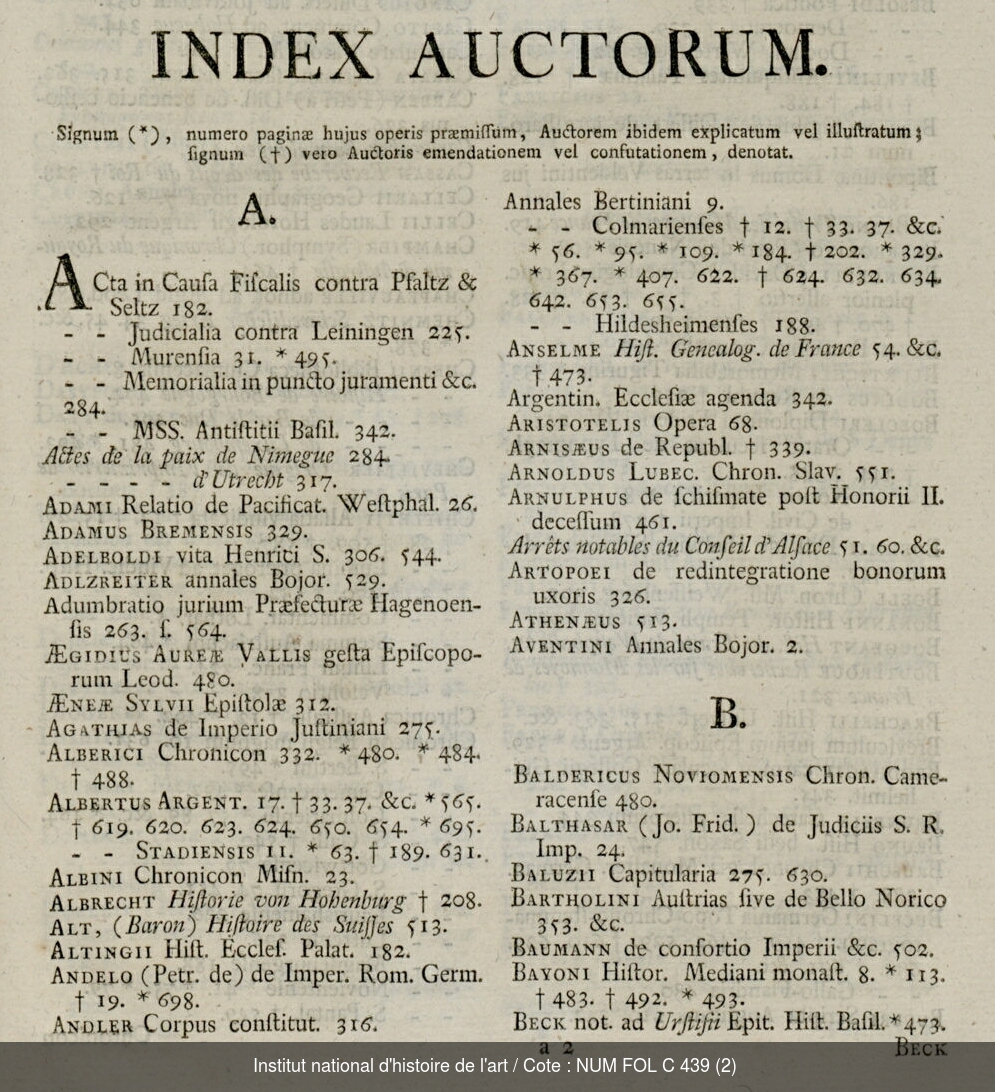 INDEX AUCTORUM.
Signum (*), numero paginæ hujus operis præmiſſum, Auctorem ibidem explicatum vel illuſtratum;
ſignum (†) vero Auctoris emendationem vel confutationem, denotat.
A.
ACta in Cauſa Fiſcalis contra Pfaltz &
Seltz 182.
- - Judicialia contra Leiningen 225.
- - Murenſia 31. * 495.
- - Memorialia in puncto juramenti &c.
284.
- - MSS. Antiſtitii Baſil. 342.
Actes de la paix de Nimegue 284.
- - - - d'Utrecht 317.
ADAMI Relatio de Pacificat. Weſtphal. 26.
ADAMUS BREMENSIS 329.
ADELBOLDI vita Henrici S. 306. 544.
ADLZREITER annales Bojor. 529.
Adumbratio jurium Præfecturæ Hagenoen-
ſis 263. ſ. 564.
ÆGIDIUS AUREÆ VALLIS geſta Epiſcopo-
rum Leod. 480.
ÆNEÆ SYLVII Epiſtolæ 312.
AGATHIAS de Imperio Juſtiniani 275.
ALBERICI Chronicon 332. * 480. * 484.
† 488.
ALBERTUS ARGENT. 17. † 33. 37. &c. * 565.
† 619. 620. 623. 624. 650. 654. * 695.
- - STADIENSIS 11. * 63. † 189. 631.
ALBINI Chronicon Miſn. 23.
ALBRECHT Hiſtorie von Hohenburg † 208.
ALT, (Baron) Hiſtoire des Suiſſes 513.
ALTINGII Hiſt. Eccleſ. Palat. 182.
ANDELO (Petr. de) de Imper. Rom. Germ.
† 19. * 698.
ANDLER Corpus conſtitut. 316.
Annales Bertiniani 9.
- - Colmarienſes † 12. † 33. 37. &c.
* 56. * 95. * 109. * 184. † 202. * 329.
* 367. * 407. 622. † 624. 632. 634.
642. 653. 655.
- - Hildesheimenſes 188.
ANSELME Hiſt. Genealog. de France 54. &c.
† 473.
Argentin. Eccleſiæ agenda 342.
ARISTOTELIS Opera 68.
ARNISÆUS de Republ. † 339.
ARNOLDUS LUBEC. Chron. Slav. 551.
ARNULPHUS de ſchiſmate poſt Honorii II.
deceſſum 461.
Arrêts notables du Conſeil d'Alſace 51. 60. &c.
ARTOPOEI de redintegratione bonorum
uxoris 326.
ATHENÆUS 513.
AVENTINI Annales Bojor. 2.
B.
BALDERICUS NOVIOMENSIS Chron. Came-
racenſe 480.
BALTHASAR (Jo. Frid.) de Judiciis S. R.
Imp. 24.
BALUZII Capitularia 275. 630.
BARTHOLINI Auſtrias ſive de Bello Norico
353. &c.
BAUMANN de confortio Imperii &c. 502.
BAYONI Hiſtor. Mediani monaſt. 8. * 113.
† 483. † 492. * 493.
BECK not. ad Urſtiſii Epit. Hiſt. Baſil. * 473.
a 2 BECK
Institut national d'histoire de l'art / Cote : NUM FOL C 439 (2)